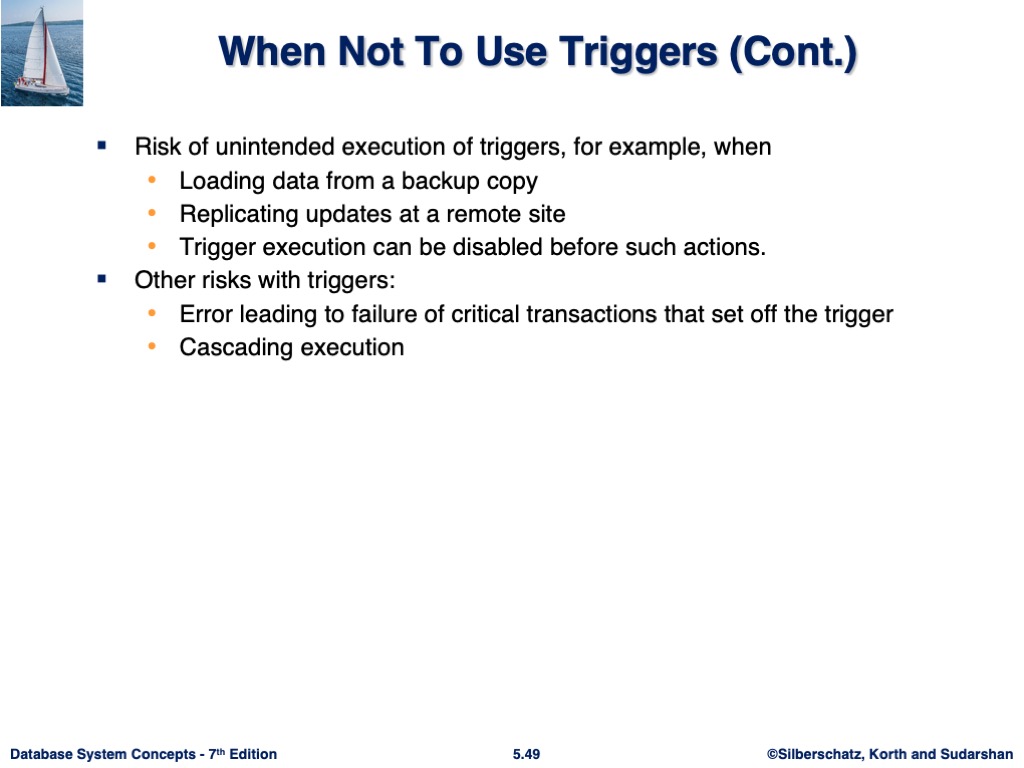 When Not To Use Triggers (Cont.)
▪ Risk of unintended execution of triggers, for example, when
• Loading data from a backup copy
• Replicating updates at a remote site
• Trigger execution can be disabled before such actions.
▪ Other risks with triggers:
• Error leading to failure of critical transactions that set off the trigger
• Cascading execution
Database System Concepts - 7th Edition
5.49
©Silberschatz, Korth and Sudarshan